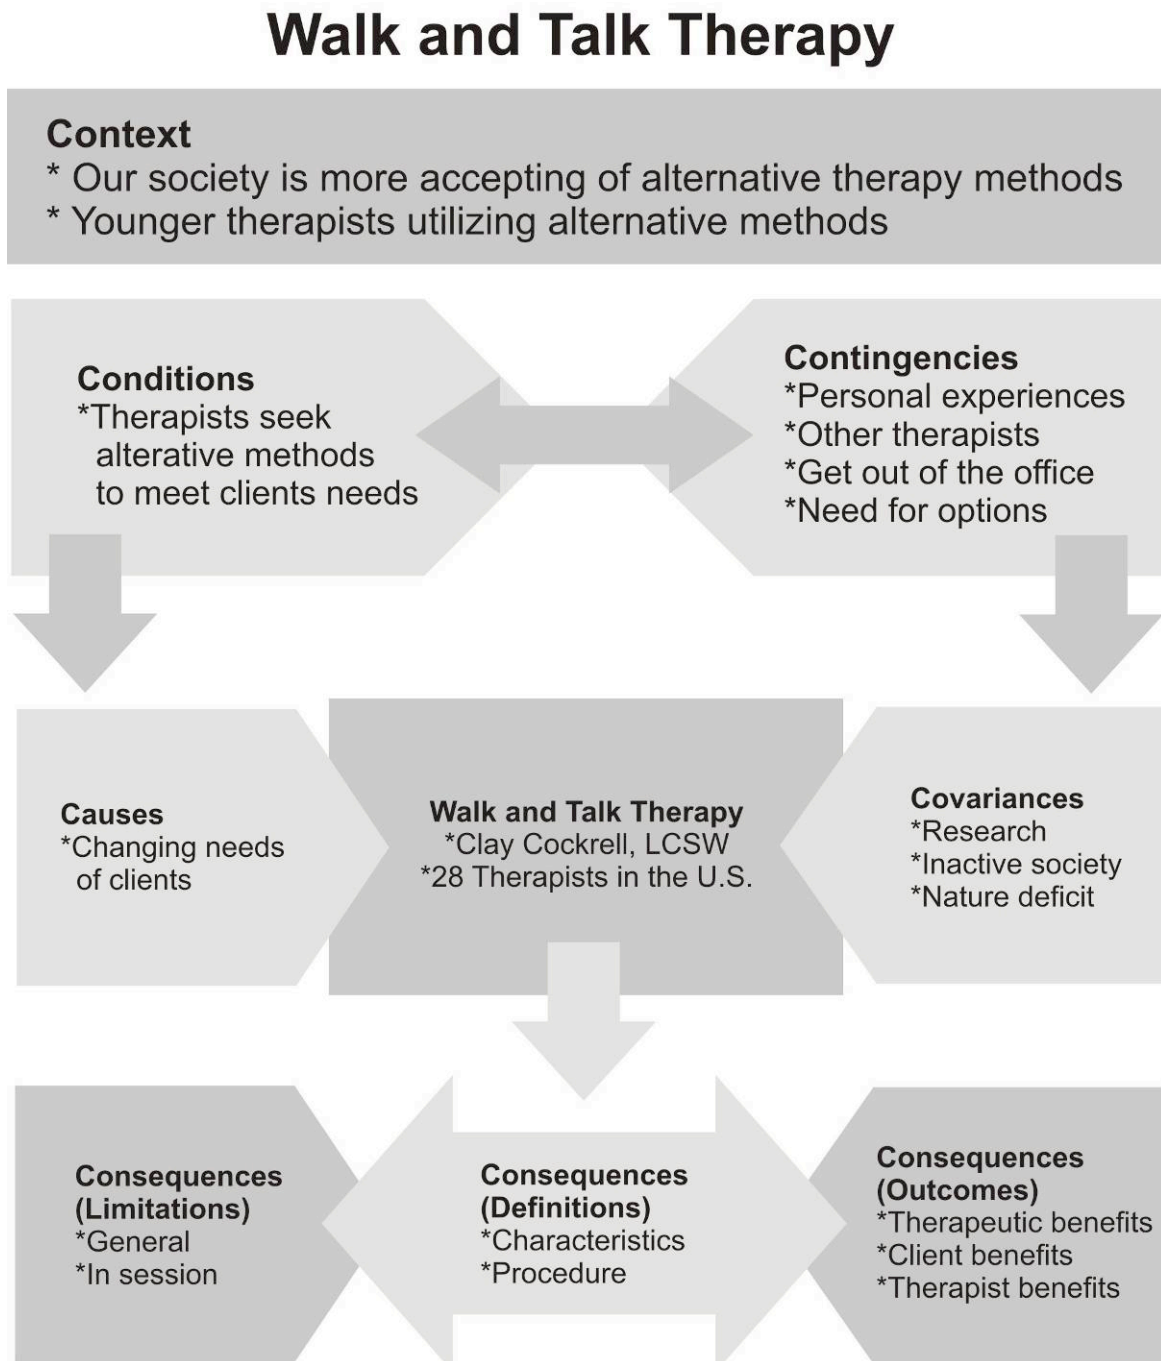 Walk and Talk Therapy
Context
* Our society is more accepting of alternative therapy methods
* Younger therapists utilizing alternative methods
Conditions
*Therapists seek
alterative methods
to meet clients needs
Contingencies
*Personal experiences
*Other therapists
*Get out of the office
*Need for options
Causes
*Changing needs
of clients
Walk and Talk Therapy
*Clay Cockrell, LCSW
*28 Therapists in the U.S.
Covariances
*Research
*Inactive society
*Nature deficit
Consequences
(Limitations)
*General
*In session
Consequences
(Definitions)
*Characteristics
*Procedure
Consequences
(Outcomes)
*Therapeutic benefits
*Client benefits
*Therapist benefits